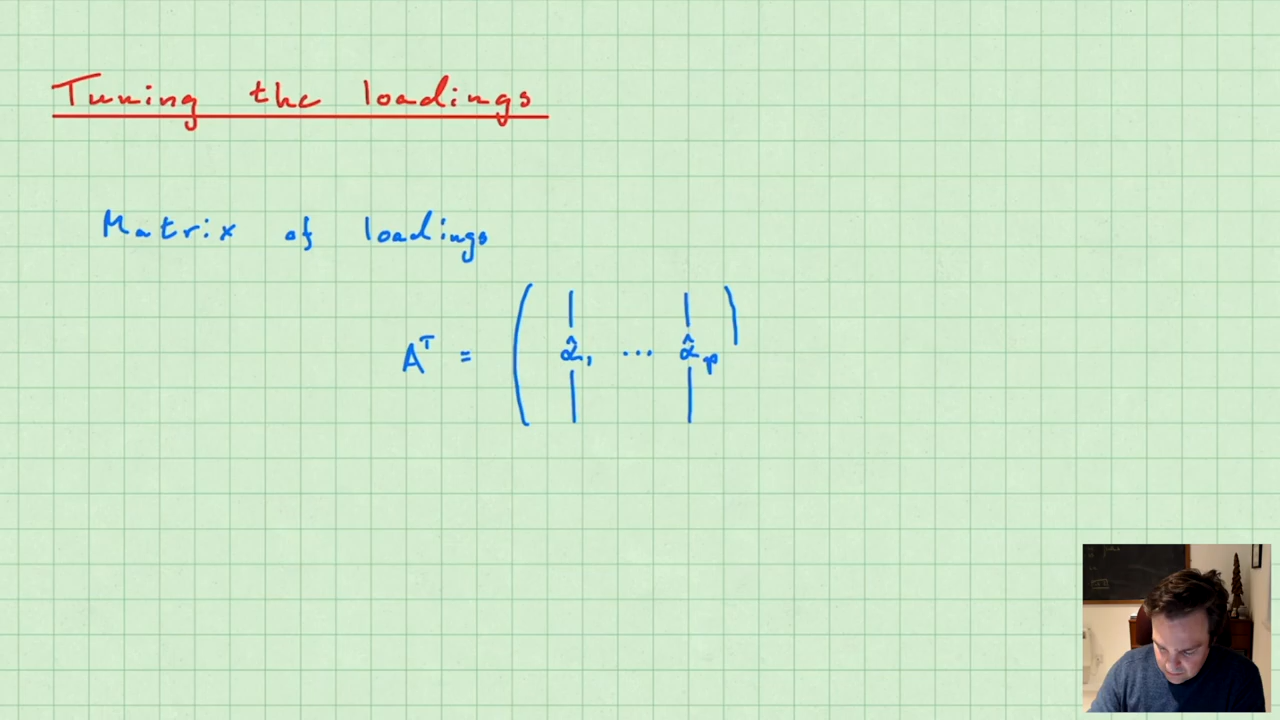 Tuning the loadings
Matrix of loadings
Aᵀ = ( α̂₁ ... α̂ₚ )